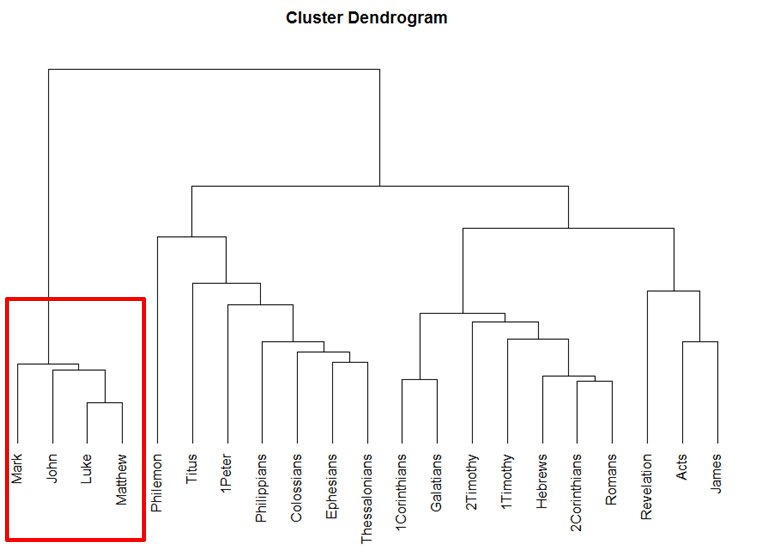 Cluster Dendrogram
Mark
John
Luke
Matthew
Philemon
Titus
1Peter
Philippians
Colossians
Ephesians
Thessalonians
1Corinthians
Galatians
2Timothy
1Timothy
Hebrews
2Corinthians
Romans
Revelation
Acts
James